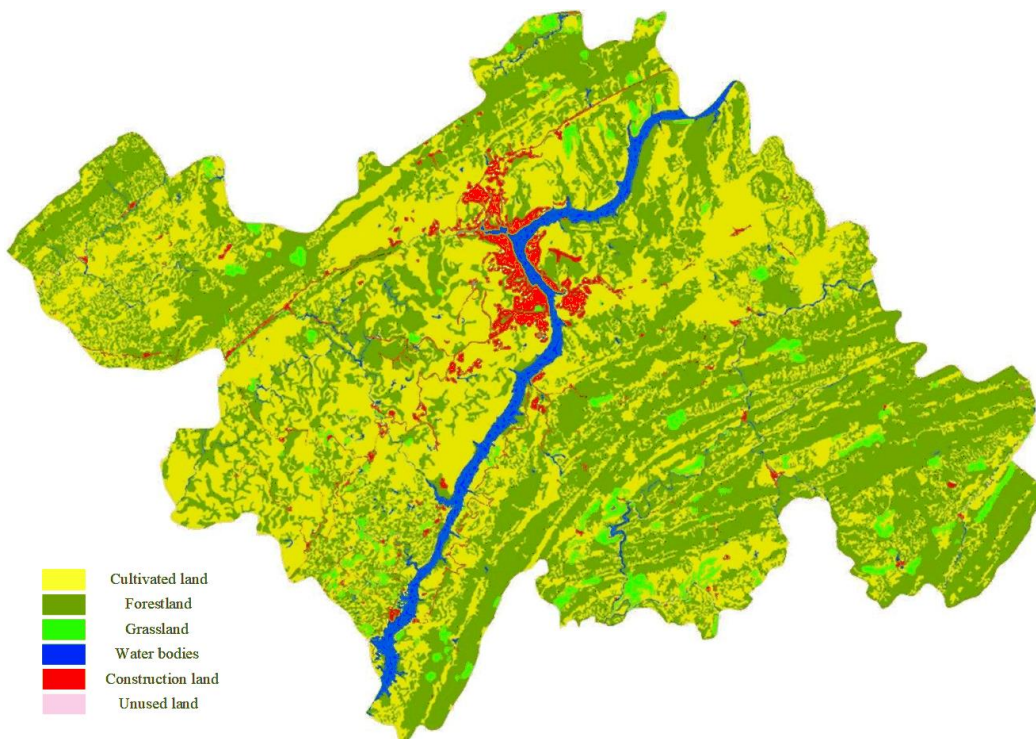 Cultivated land
Forestland
Grassland
Water bodies
Construction land
Unused land